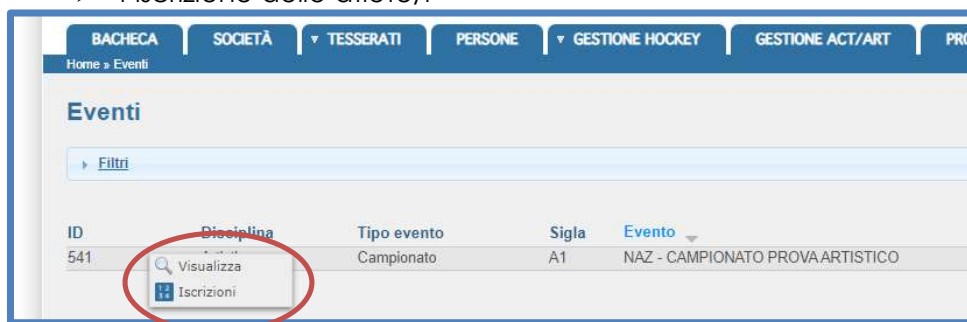 BACHECA SOCIETÀ TESSERATI PERSONE GESTIONE HOCKEY GESTIONE ACT/ART
Home » Eventi
Eventi
Filtri
ID Disciplina Tipo evento Sigla Evento
541 Campionato A1 NAZ - CAMPIONATO PROVA ARTISTICO
Visualizza
Iscrizioni